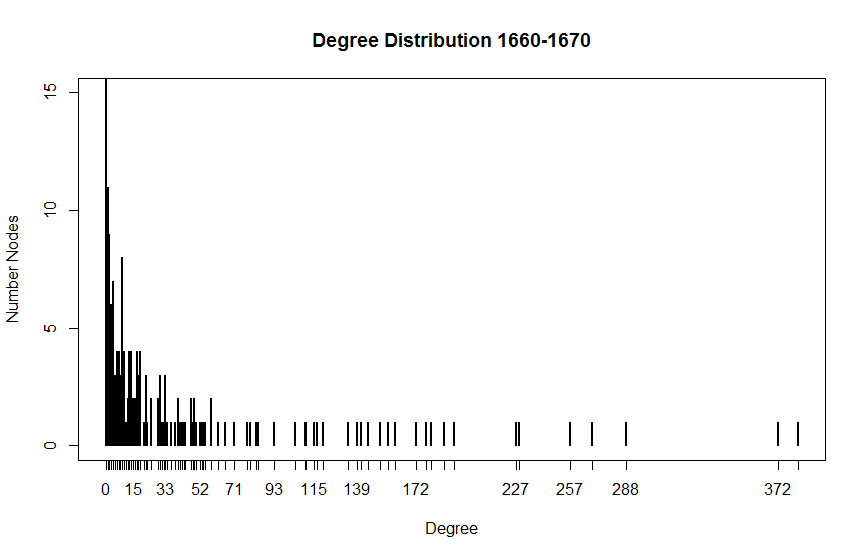 Degree Distribution 1660-1670
Number Nodes
15
10
5
0
0 15 33 52 71 93 115 139 172 227 257 288 372
Degree